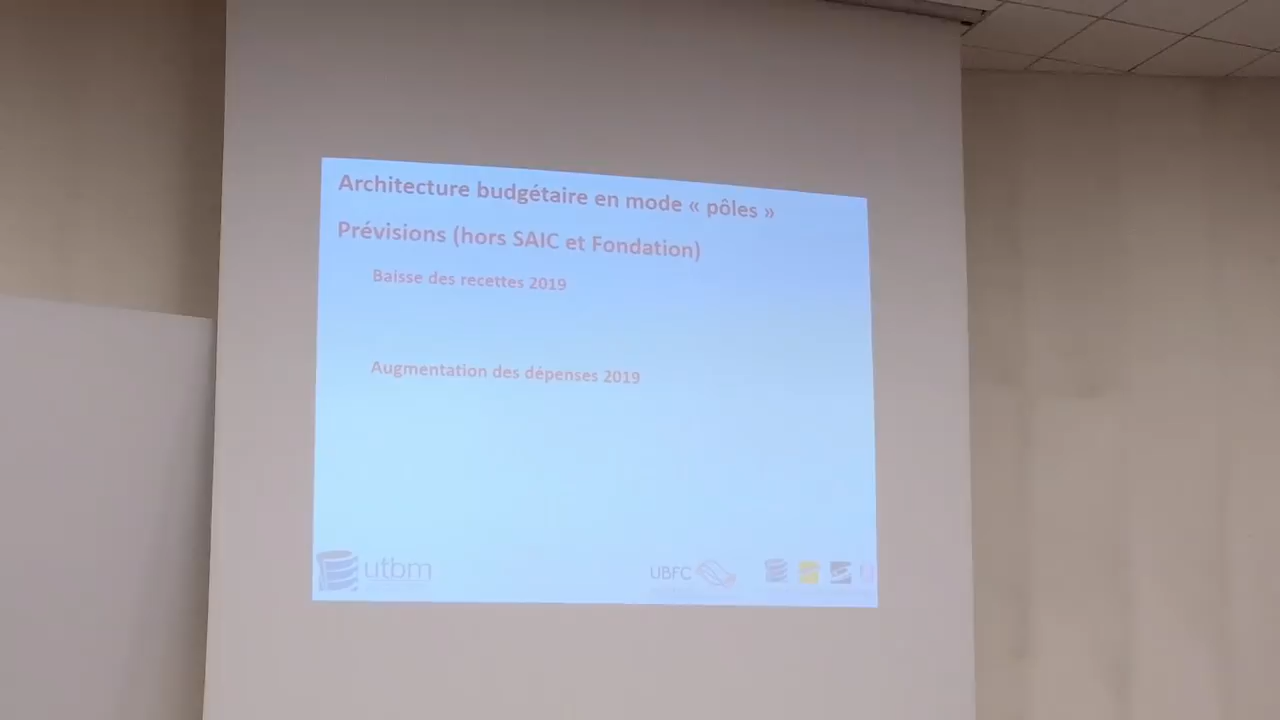 Architecture budgétaire en mode « pôles »
Prévisions (hors SAIC et Fondation)
Baisse des recettes 2019
Augmentation des dépenses 2019
utbm
UBFC